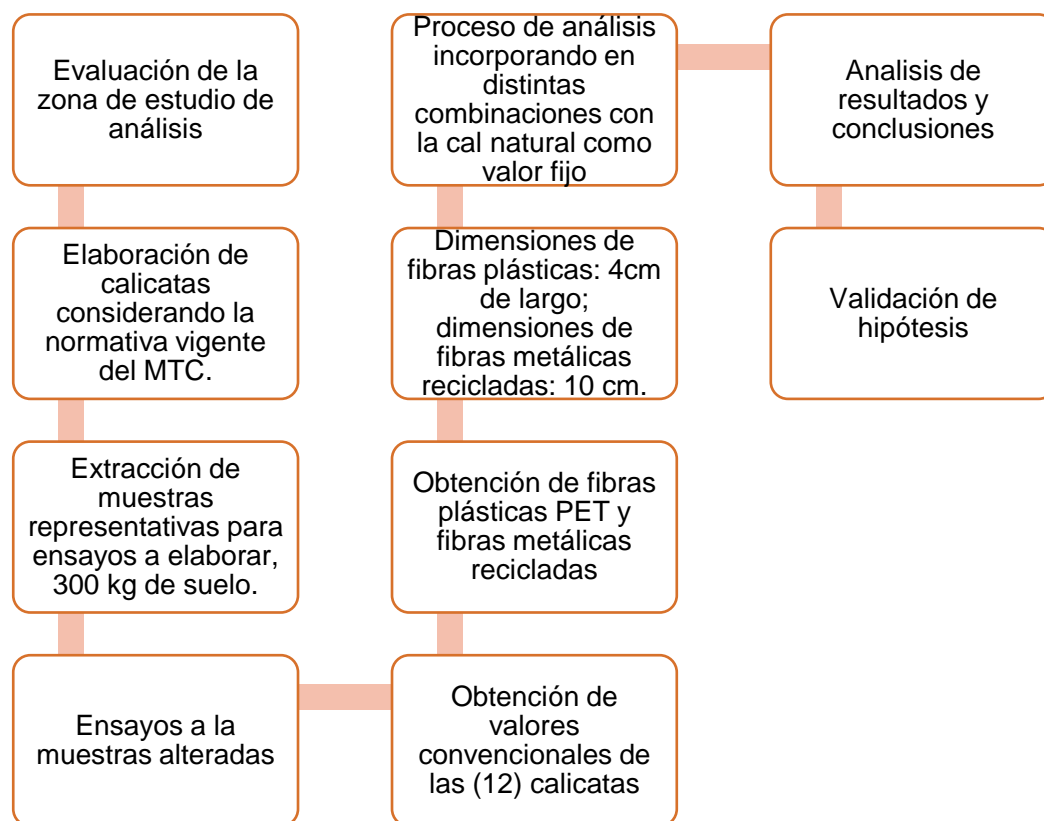 Evaluación de la
zona de estudio de
análisis
Elaboración de
calicatas
considerando la
normativa vigente
del MTC.
Extracción de
muestras
representativas para
ensayos a elaborar,
300 kg de suelo.
Ensayos a la
muestras alteradas
Obtención de
valores
convencionales de
las (12) calicatas
Obtención de fibras
plásticas PET y
fibras metálicas
recicladas
Dimensiones de
fibras plásticas: 4cm
de largo;
dimensiones de
fibras metálicas
recicladas: 10 cm.
Proceso de análisis
incorporando en
distintas
combinaciones con
la cal natural como
valor fijo
Analisis de
resultados y
conclusiones
Validación de
hipótesis